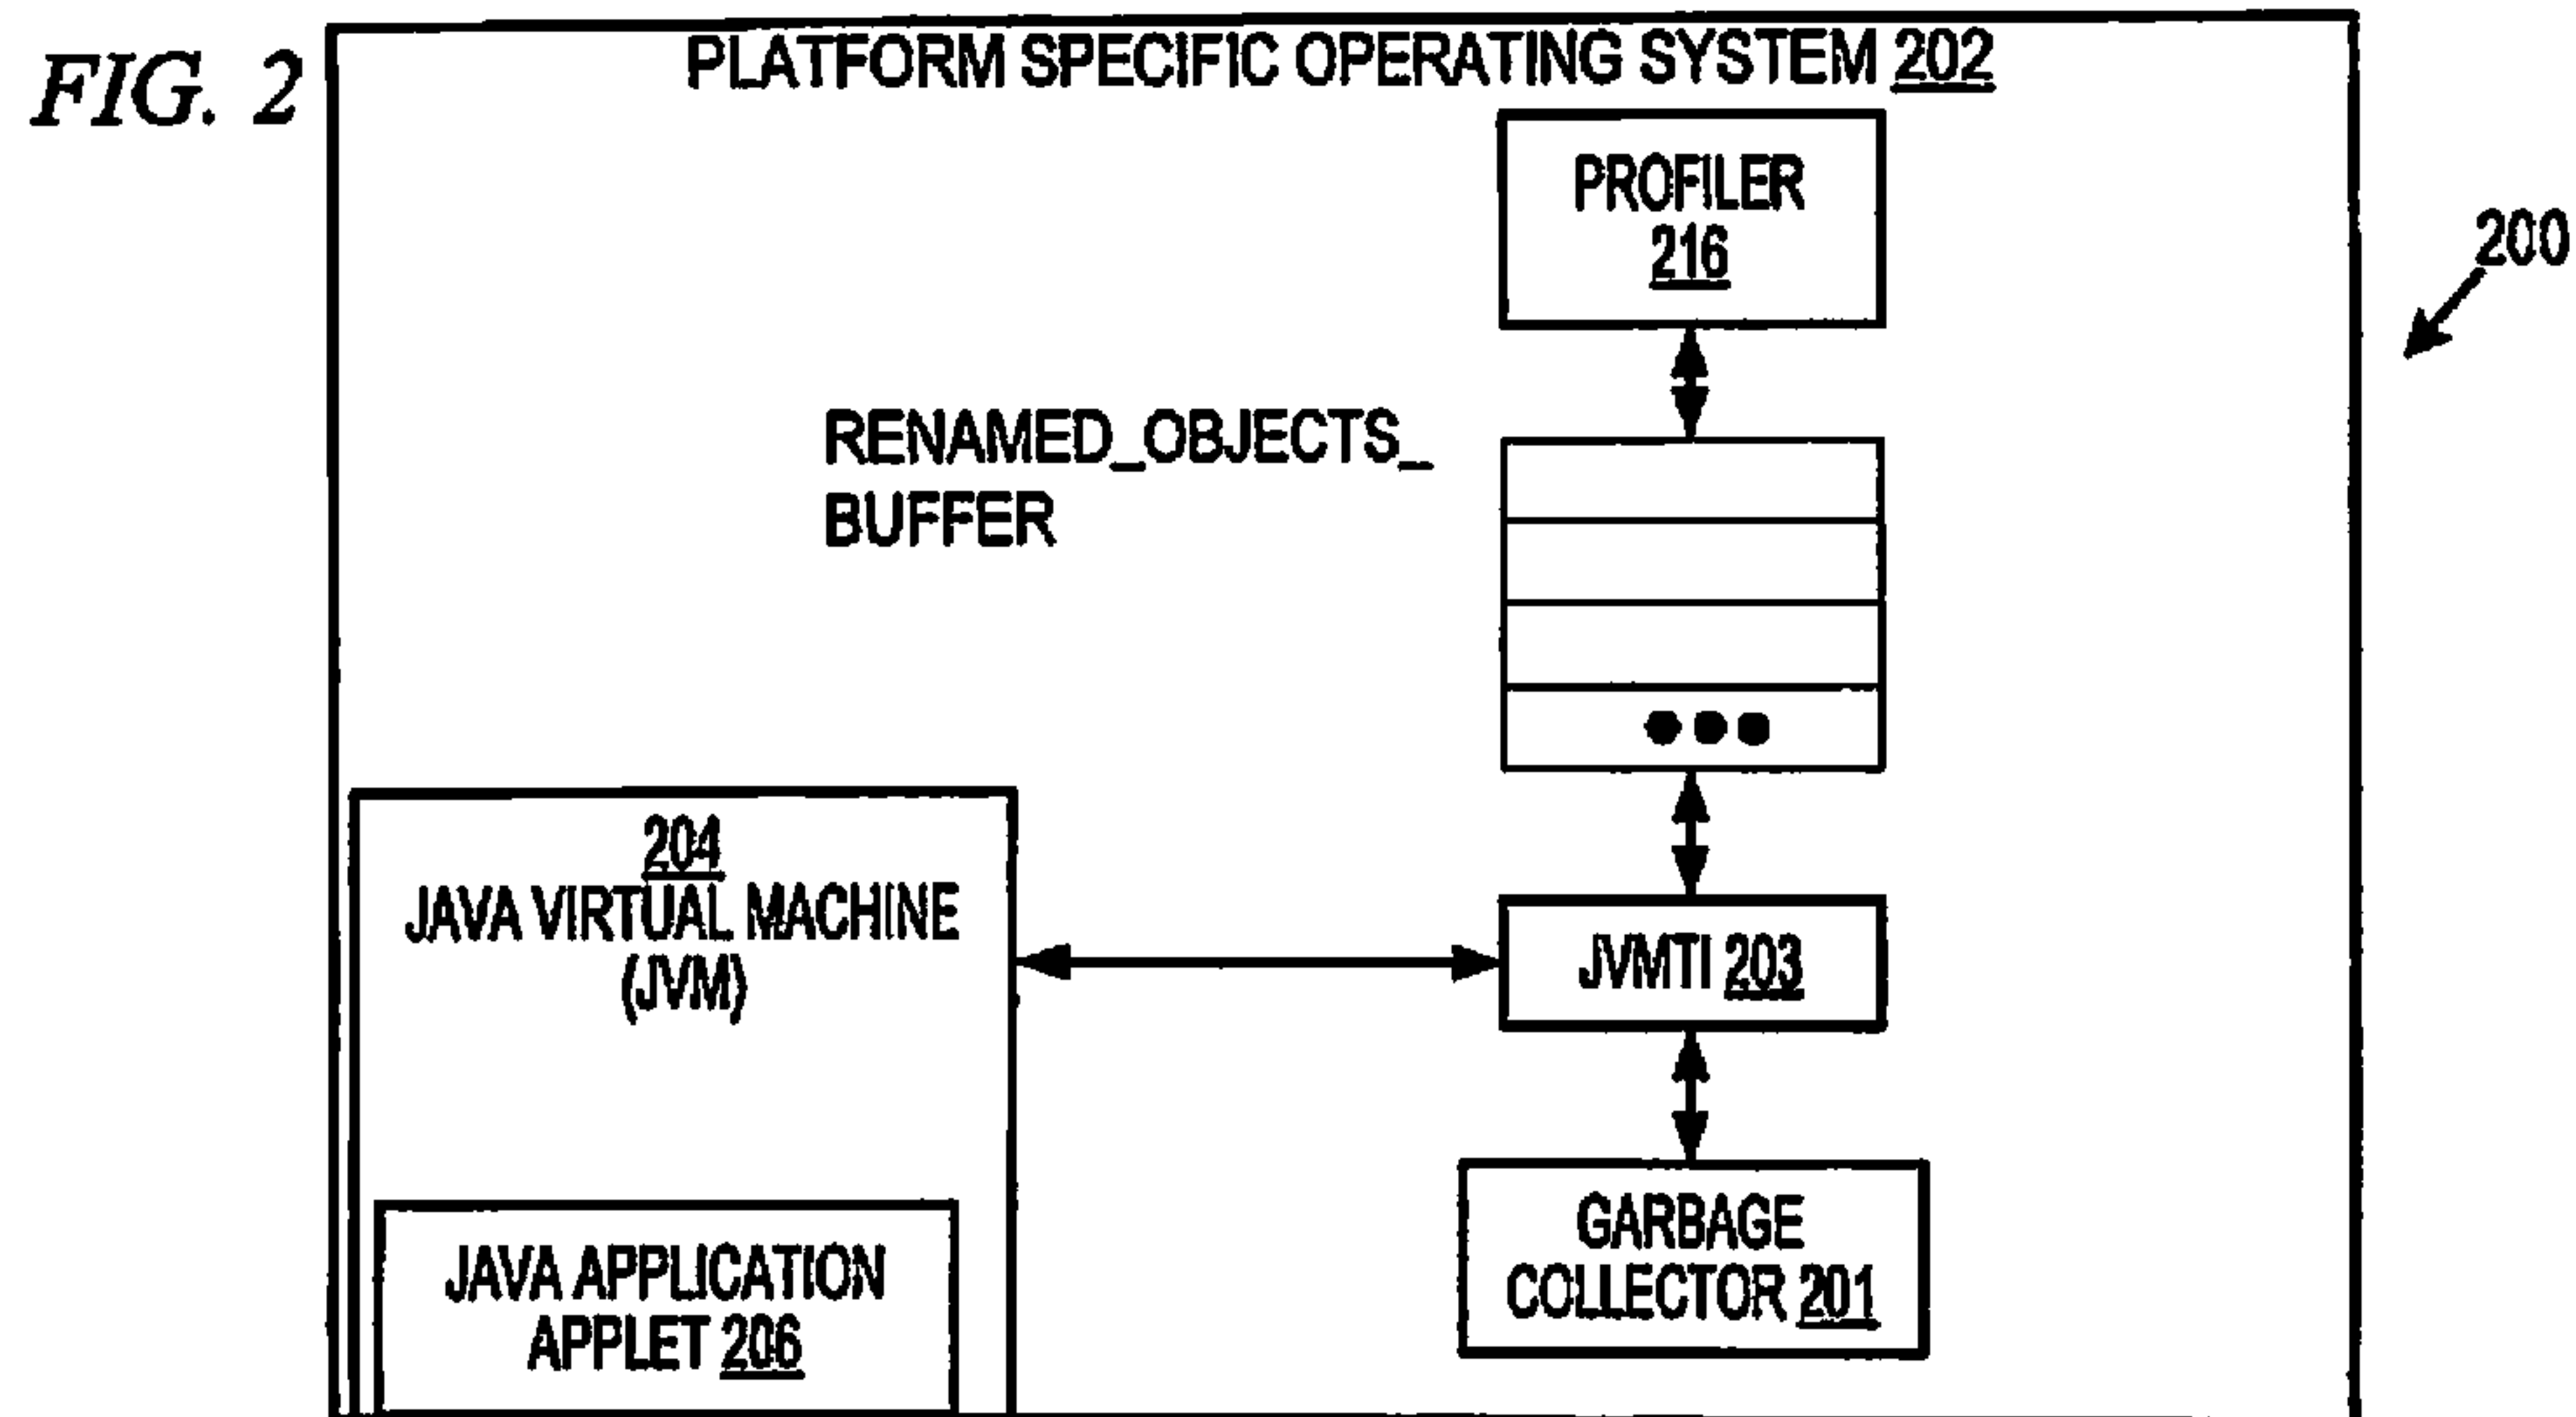 FIG. 2
PLATFORM SPECIFIC OPERATING SYSTEM 202
PROFILER
216
200
RENAMED_OBJECTS_
BUFFER
204
JAVA VIRTUAL MACHINE
(JVM)
JVMTI 203
JAVA APPLICATION
APPLET 206
GARBAGE
COLLECTOR 201